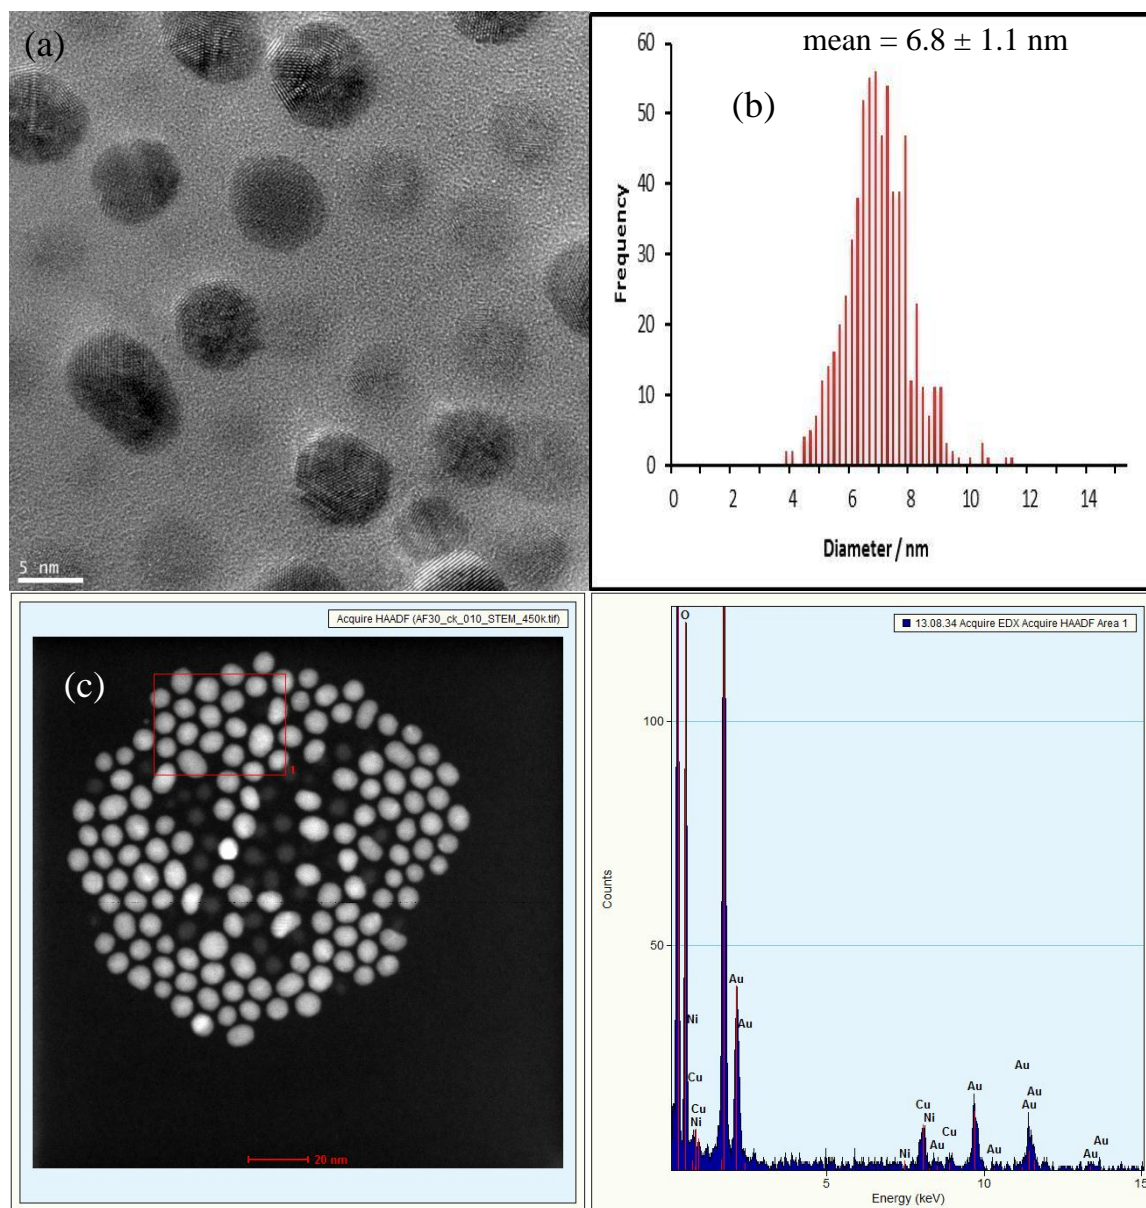 (a)
5 nm
mean = 6.8 ± 1.1 nm
(b)
60
50
40
30
20
10
0
Frequency
0 2 4 6 8 10 12 14
Diameter / nm
Acquire HAADF (AF30_ck_010_STEM_450k.tif)
(c)
1
20 nm
13.08.34 Acquire EDX Acquire HAADF Area 1
O
100
50
Counts
Ni
Cu
Cu
Ni
Au
Au
Ni
Cu
Ni
Au
Cu
Au
Au
Au
Au
Au
Au
Au
5 10 15
Energy (keV)